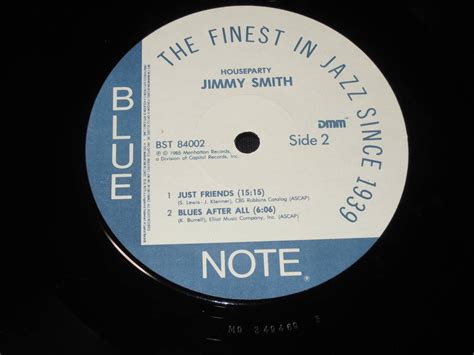 THE FINEST IN JAZZ SINCE 1939
HOUSEPARTY
JIMMY SMITH
BST 84002
DMM
Side 2
℗ © 1985 Manhattan Records,
a Division of Capitol Records, Inc.
1 JUST FRIENDS (15:15)
(S. Lewis - J. Klenner), CBS Robbins Catalog (ASCAP)
2 BLUES AFTER ALL (6:06)
(K. Burrell), Elliot Music Company, Inc. (ASCAP)
BLUE
NOTE®